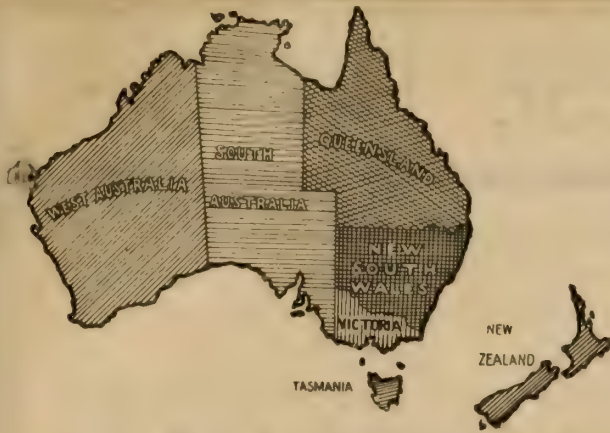 QUEENSLAND
SOUTH
WEST AUSTRALIA
AUSTRALIA
NEW
SOUTH
WALES
VICTORIA
NEW
ZEALAND
TASMANIA